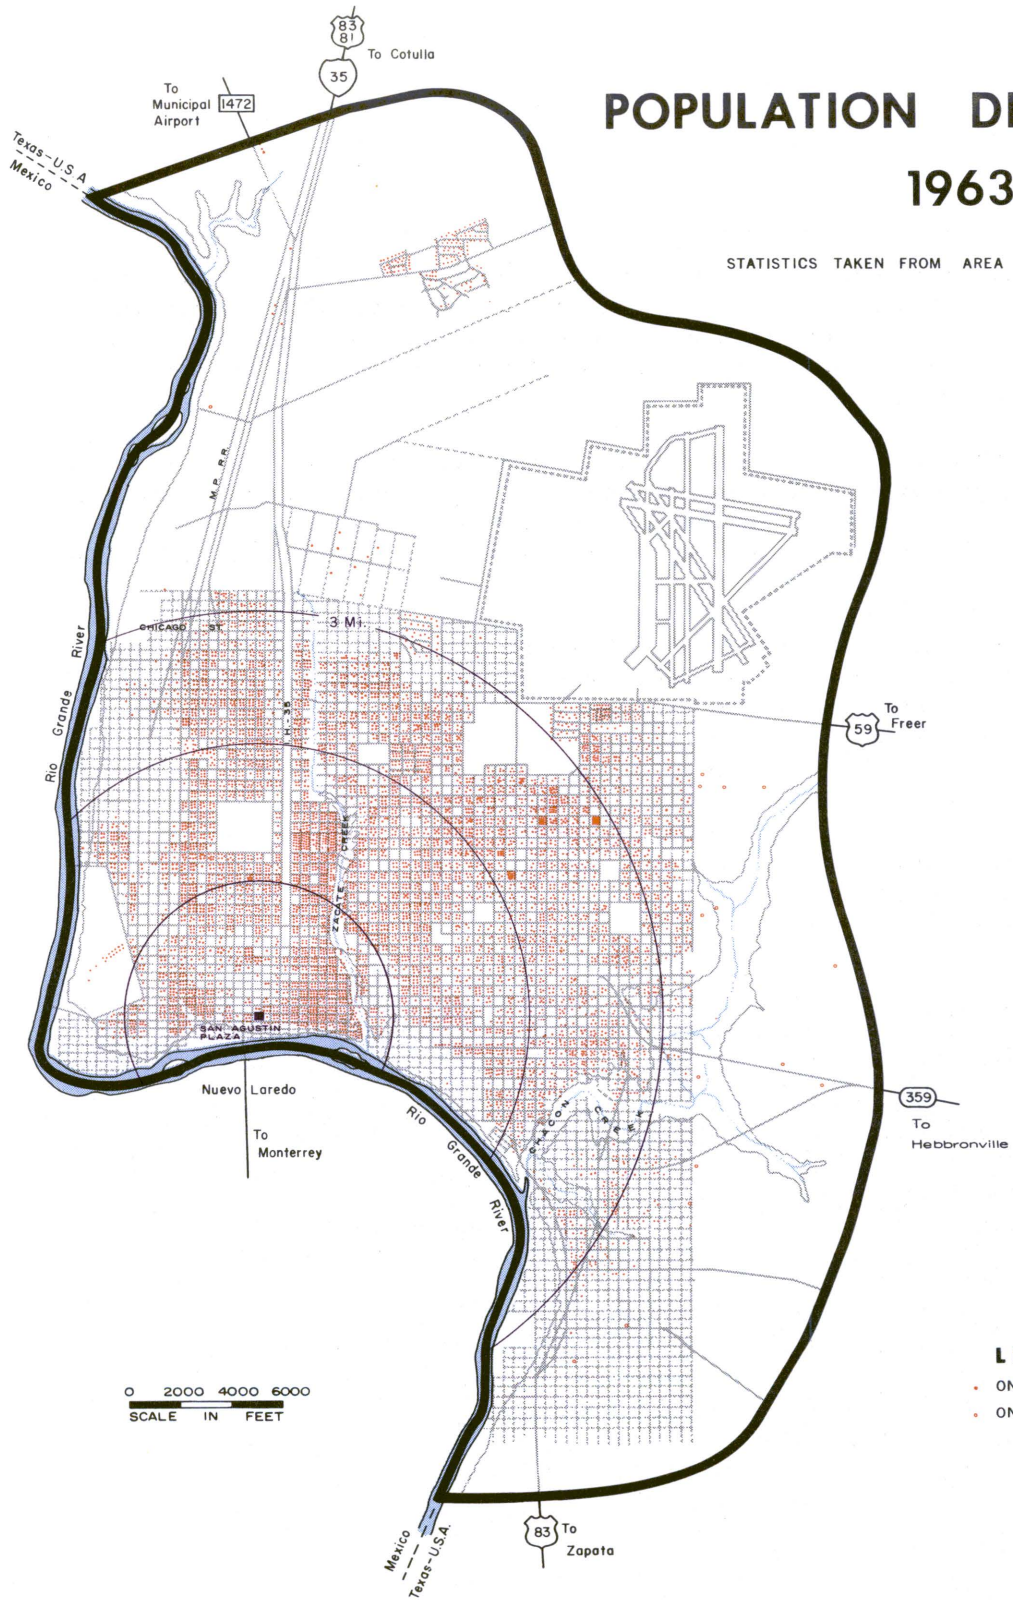 83
81
To Cotulla
35
To
Municipal
Airport
1472
POPULATION DI
1963
STATISTICS TAKEN FROM AREA
Texas-U.S.A
Mexico
M.P. R.R.
3 Mi.
CHICAGO ST.
Rio Grande River
H-35
59
To
Freer
ZACATE CREEK
SAN AGUSTIN
PLAZA
Nuevo Laredo
To
Monterrey
Rio Grande River
CHACON CREEK
359
To
Hebbronville
0 2000 4000 6000
SCALE IN FEET
L
ON
ON
Mexico
Texas-U.S.A.
83
To
Zapata